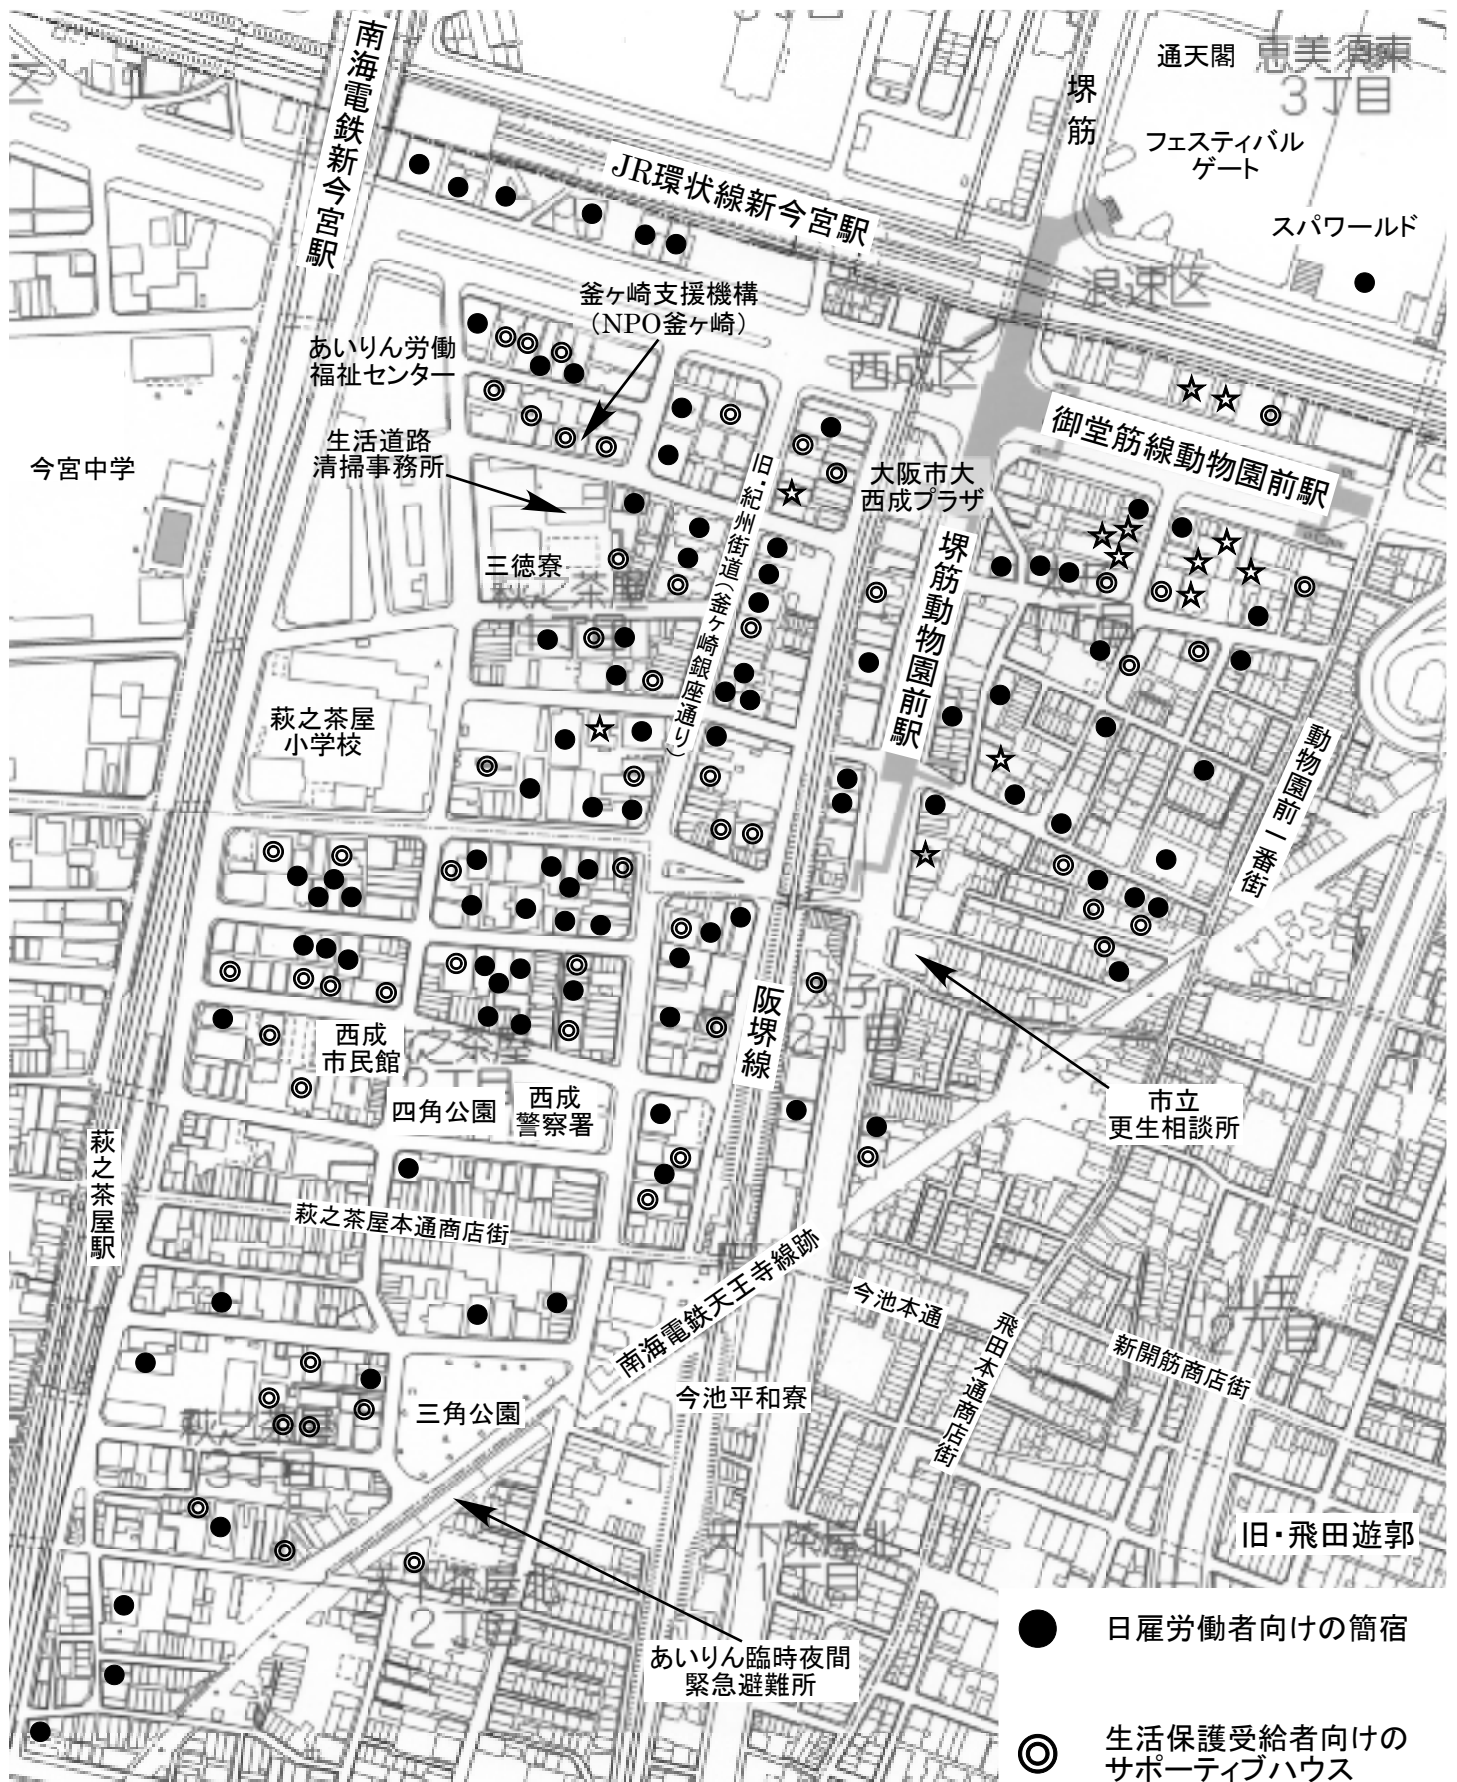 南海電鉄新今宮駅
通天閣
恵美須東
3丁目
堺筋
フェスティバル
ゲート
JR環状線新今宮駅
スパワールド
浪速区
釜ヶ崎支援機構
（NPO釜ヶ崎）
あいりん労働
福祉センター
西成区
御堂筋線動物園前駅
生活道路
清掃事務所
今宮中学
旧・紀州街道（釜ヶ崎銀座通り）
大阪市大
西成プラザ
三徳寮
萩之茶屋
堺筋動物園前駅
萩之茶屋
小学校
動物園前一番街
阪堺線
西成
市民館
四角公園
西成
警察署
市立
更生相談所
萩之茶屋駅
萩之茶屋本通商店街
南海電鉄天王寺線跡
今池本通
飛田本通商店街
新開筋商店街
今池平和寮
三角公園
旧・飛田遊郭
2丁目
1丁目
あいりん臨時夜間
緊急避難所
日雇労働者向けの簡宿
生活保護受給者向けの
サポーティブハウス